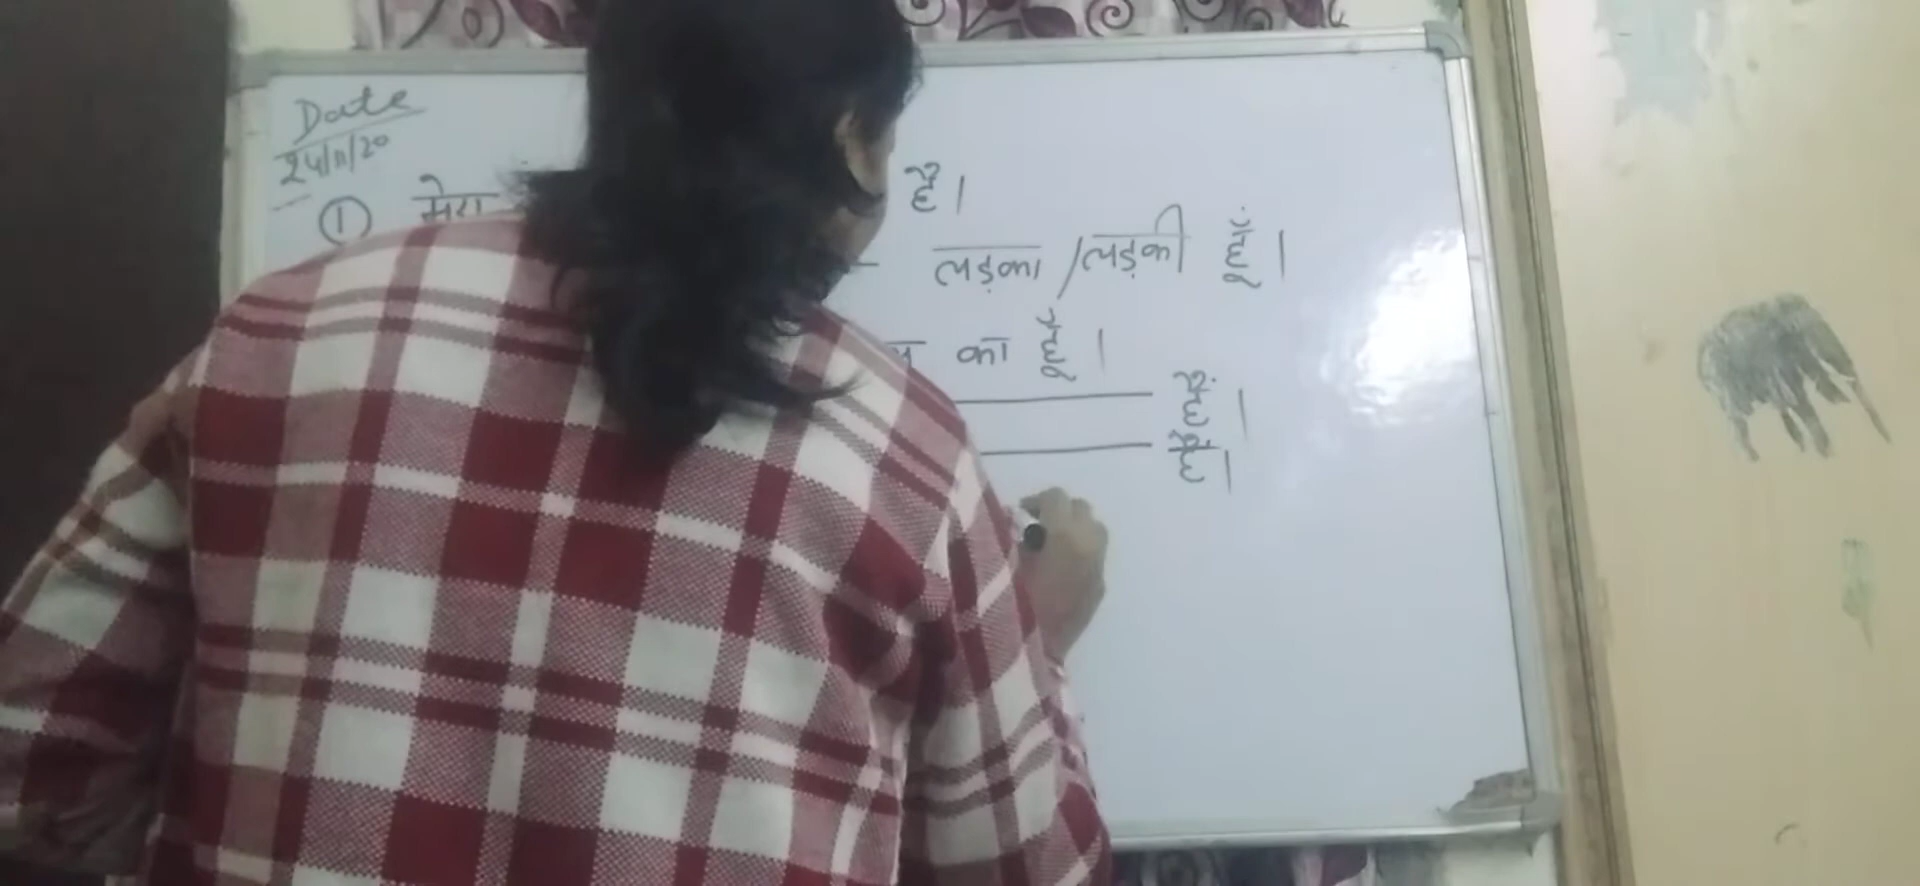 Date
24/11/20
① मेरा है।
लड़का/लड़की हूँ।
का हूँ।
है।
है।